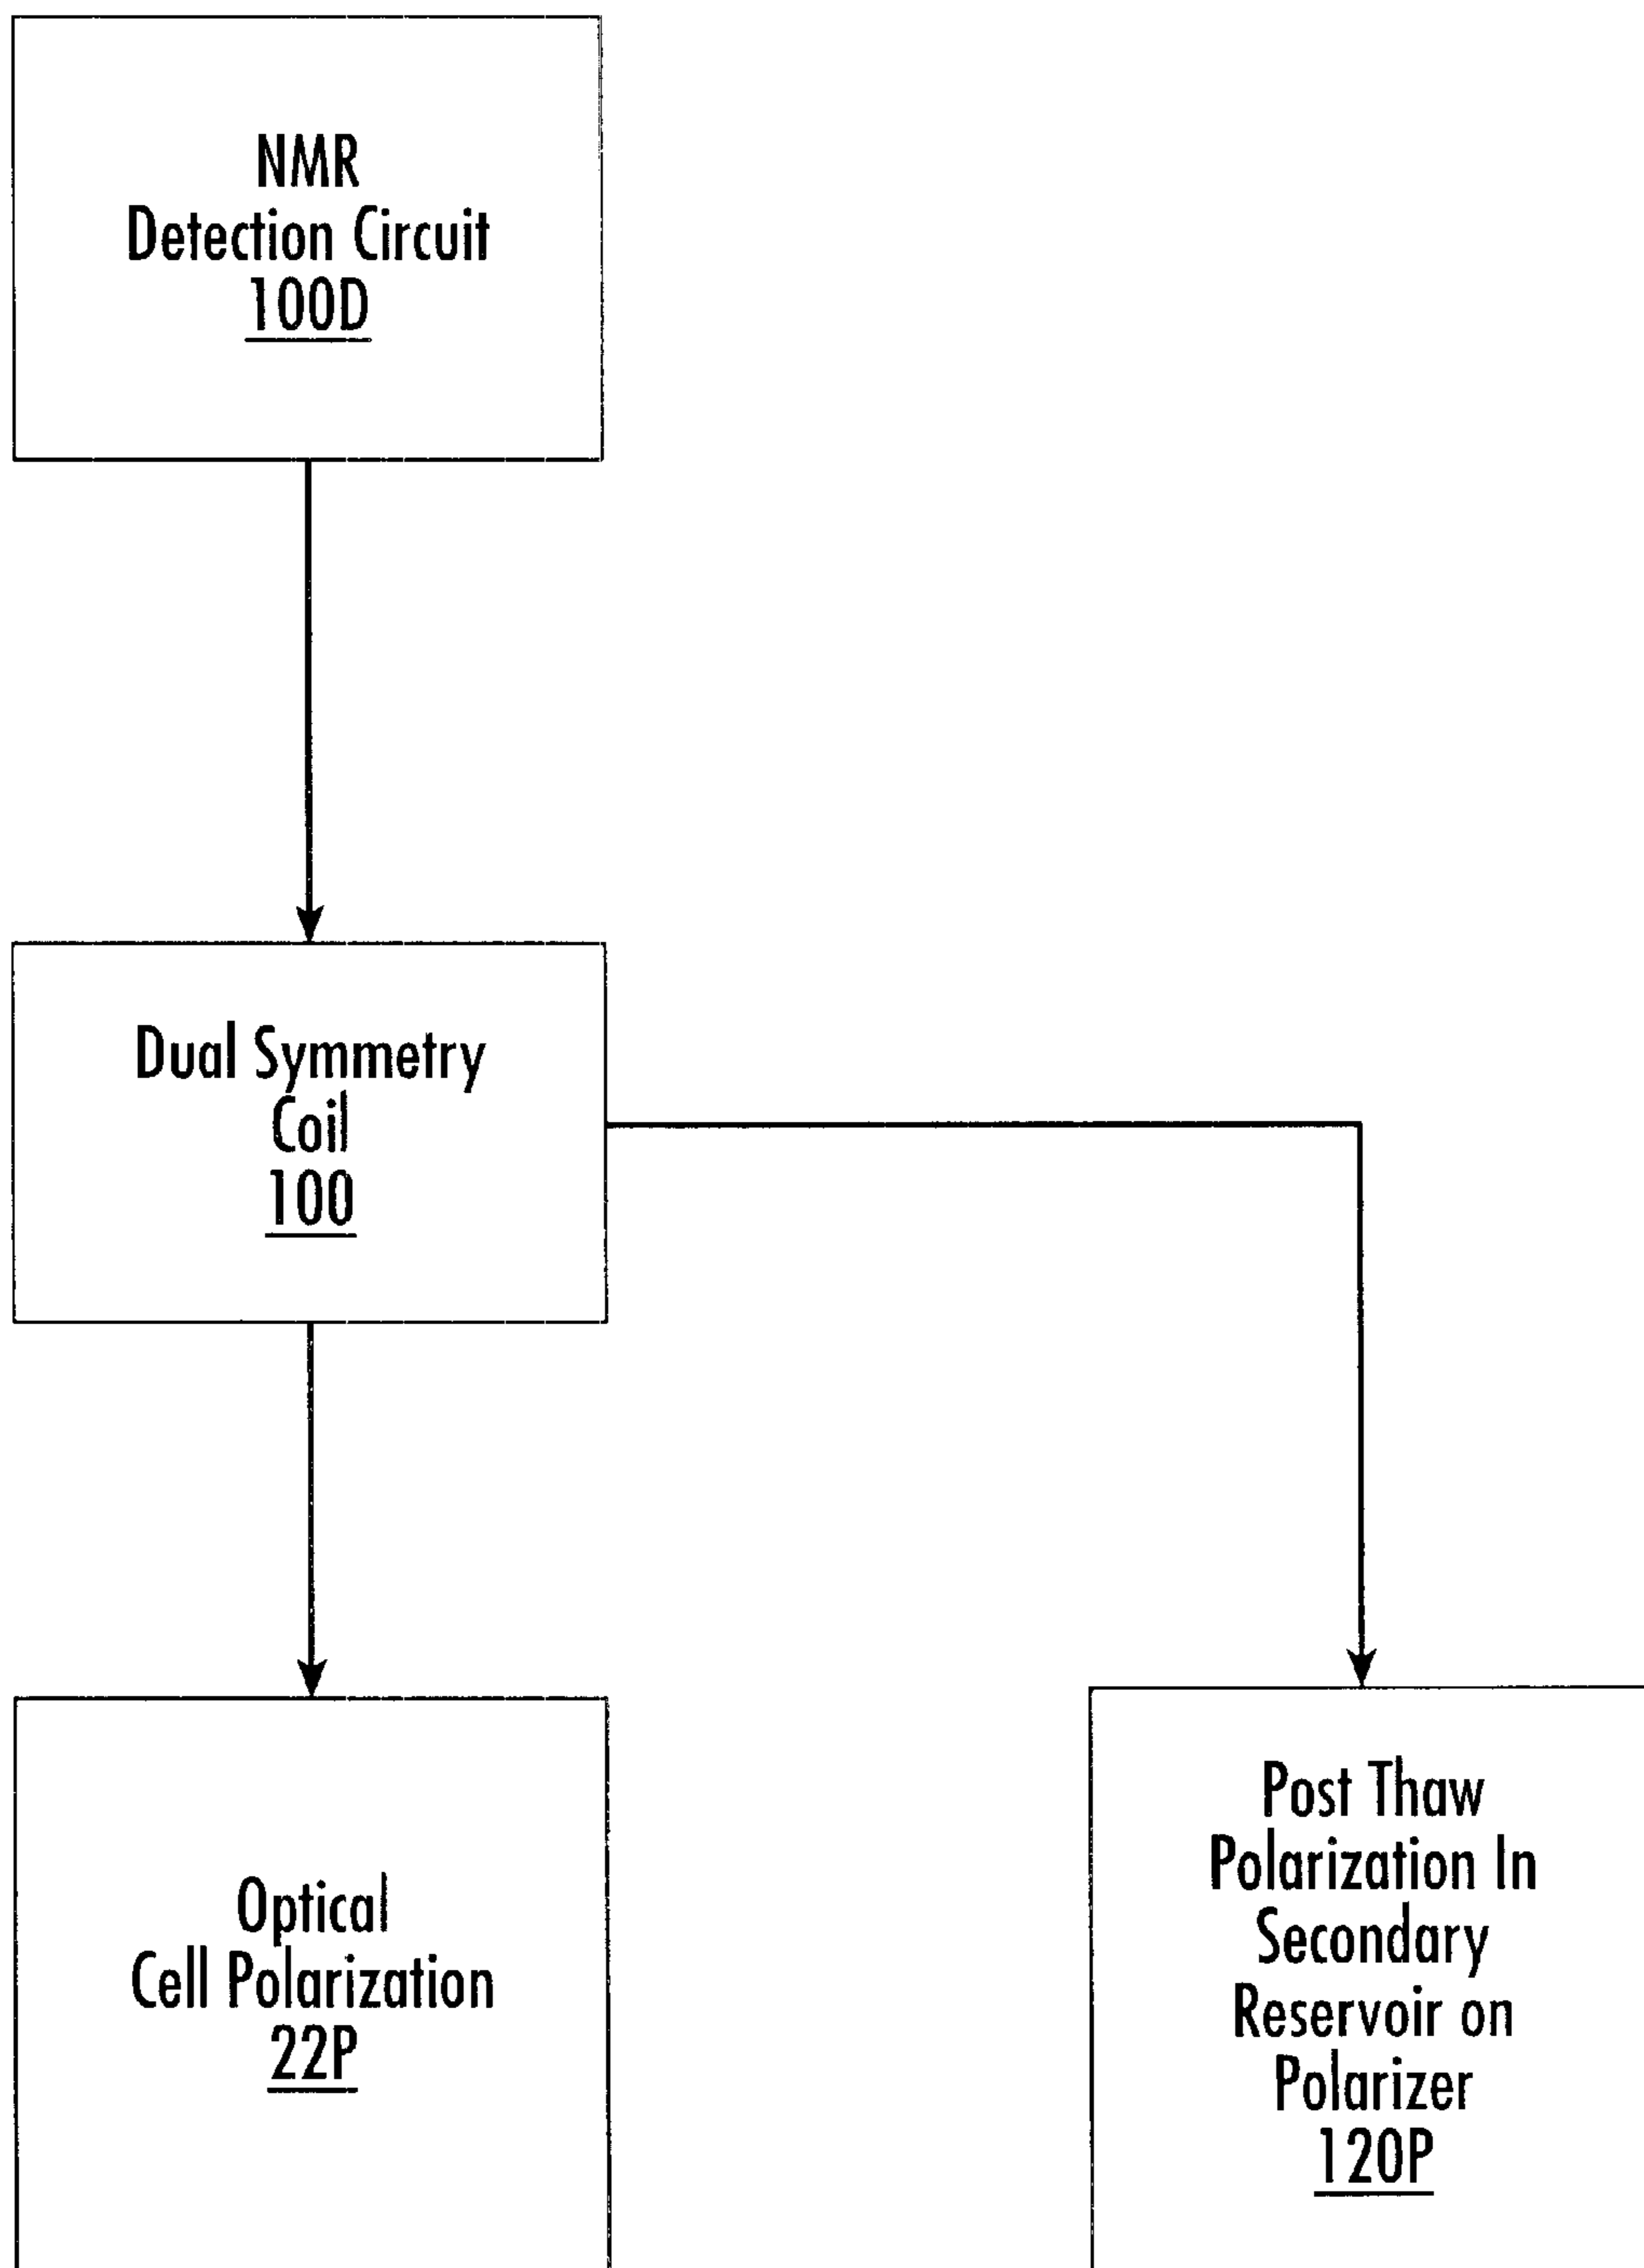 NMR
Detection Circuit
100D
Dual Symmetry
Coil
100
Optical
Cell Polarization
22P
Post Thaw
Polarization In
Secondary
Reservoir on
Polarizer
120P